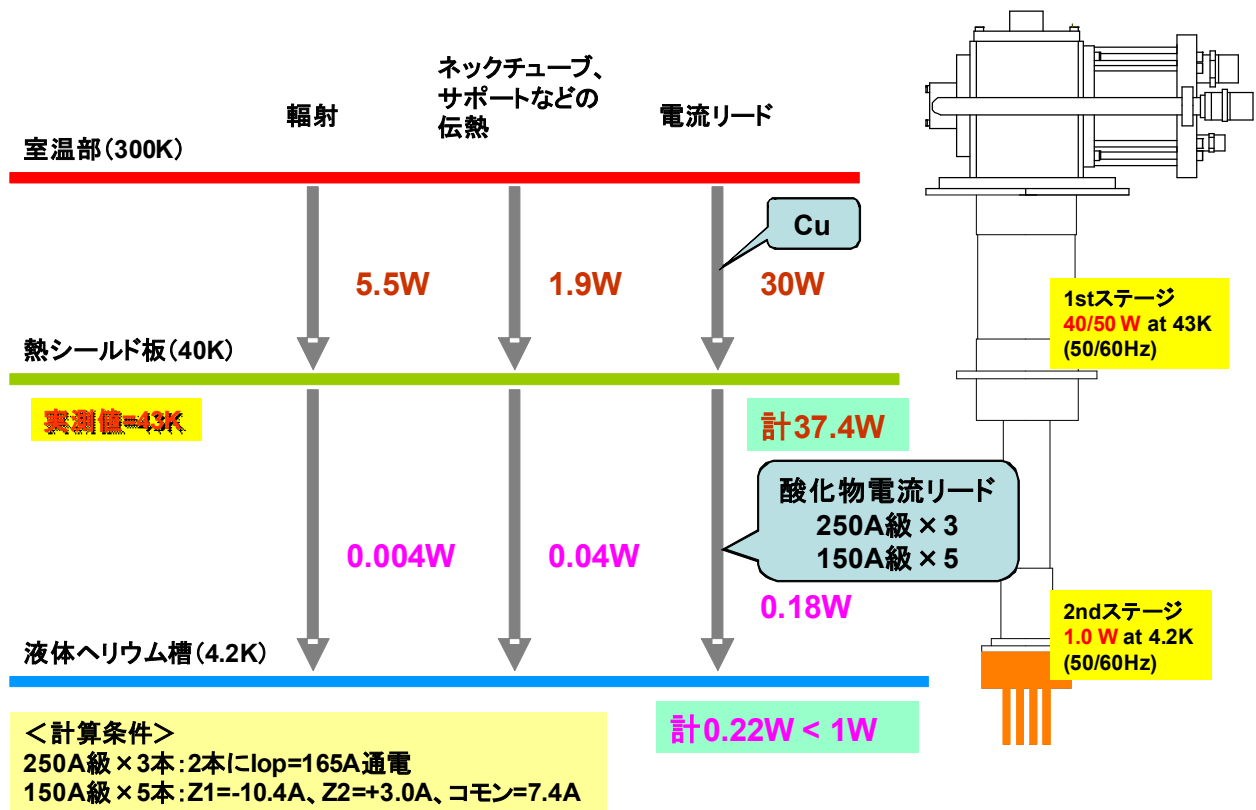 輻射
ネックチューブ、
サポートなどの
伝熱
電流リード
室温部(300K)
Cu
5.5W
1.9W
30W
1stステージ
40/50 W at 43K
(50/60Hz)
熱シールド板(40K)
実測値=43K
計37.4W
酸化物電流リード
250A級×3
150A級×5
0.004W
0.04W
0.18W
2ndステージ
1.0 W at 4.2K
(50/60Hz)
液体ヘリウム槽(4.2K)
計0.22W < 1W
<計算条件>
250A級×3本:2本にIop=165A通電
150A級×5本:Z1=-10.4A、Z2=+3.0A、コモン=7.4A